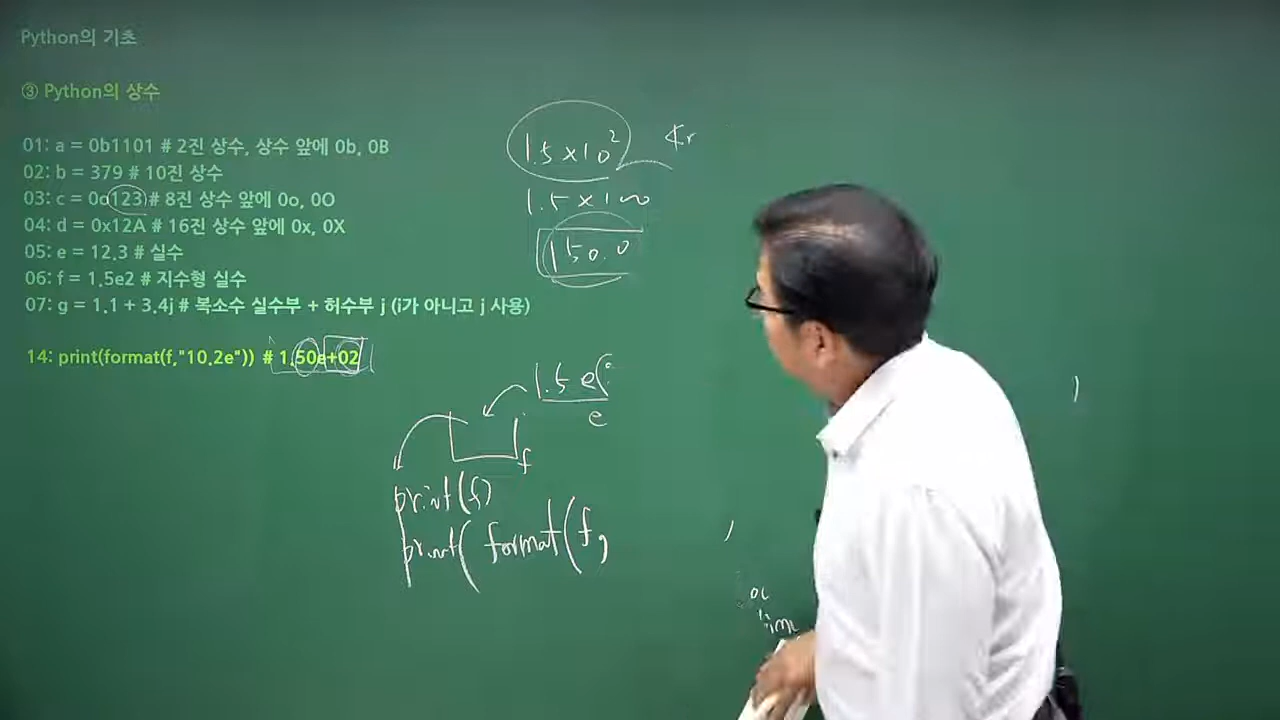 Python의 기초
③ Python의 상수
01: a = 0b1101 # 2진 상수, 상수 앞에 0b, 0B
02: b = 379 # 10진 상수
03: c = 0o123 # 8진 상수 앞에 0o, 0O
04: d = 0x12A # 16진 상수 앞에 0x, 0X
05: e = 12.3 # 실수
06: f = 1.5e2 # 지수형 실수
07: g = 1.1 + 3.4j # 복소수 실수부 + 허수부 j (i가 아니고 j 사용)
14: print(format(f,"10.2e")) # 1.50e+02
1.5×10²
1.5×100
150.0
1.5 e
e
f
print(f)
print( format(f,